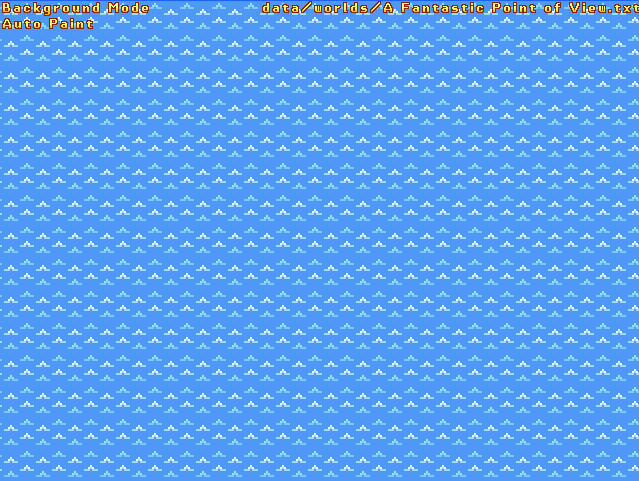 Background Mode
data/worlds/A Fantastic Point of View.txt
Auto Paint